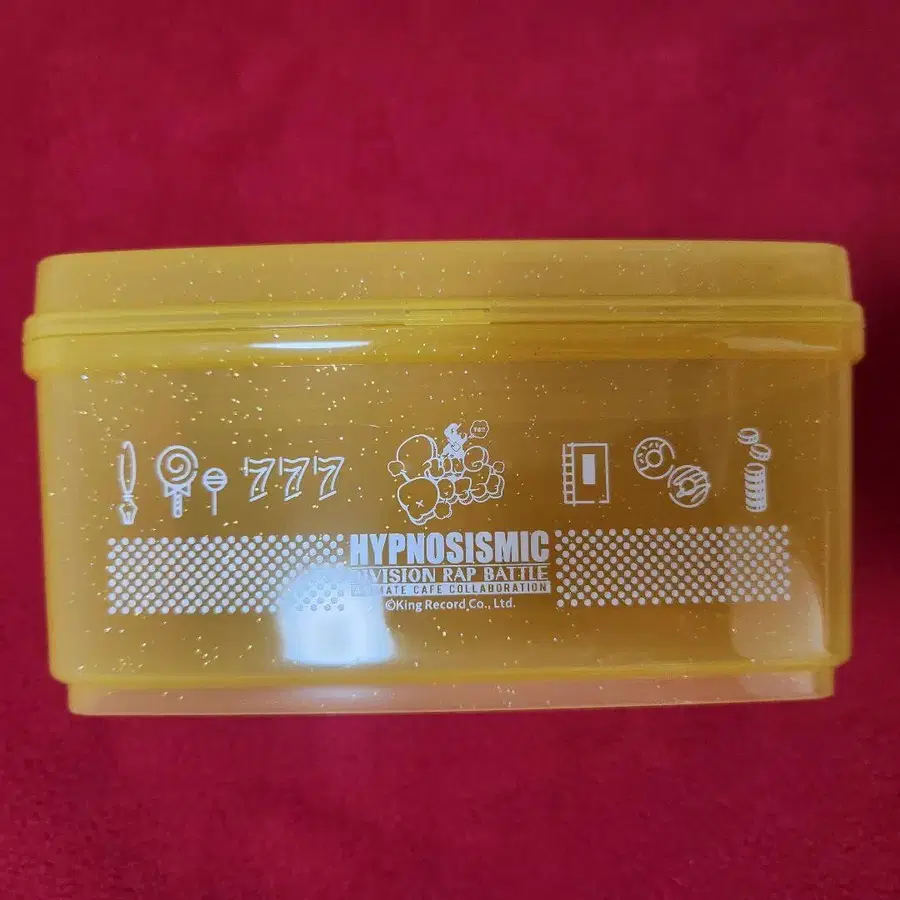 777
HYPNOSISMIC
DIVISION RAP BATTLE
ANIMATE CAFE COLLABORATION
©King Record Co., Ltd.